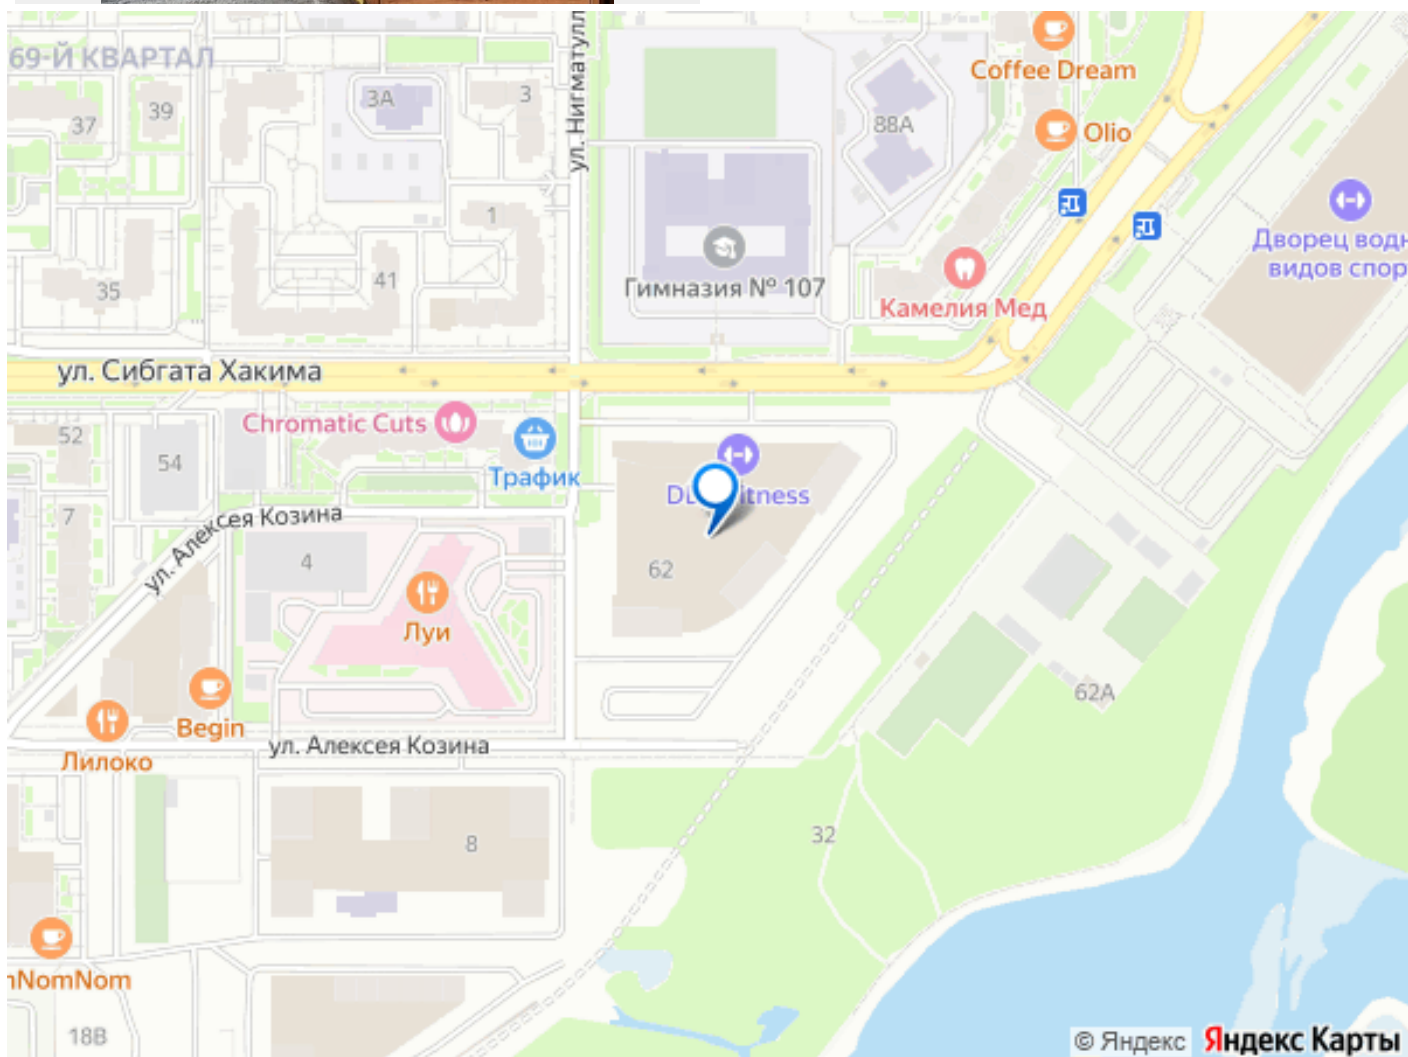 69-Й КВАРТАЛ
37
39
3А
3
ул. Нигматулл
88А
Coffee Dream
Olio
Дворец водн
видов спор
1
41
35
Гимназия № 107
Камелия Мед
ул. Сибгата Хакима
Chromatic Cuts
Трафик
52
54
7
ул. Алексея Козина
4
Луи
62
itness
62А
Begin
Лилоко
ул. Алексея Козина
8
32
nNomNom
18В
© Яндекс
Яндекс Карты